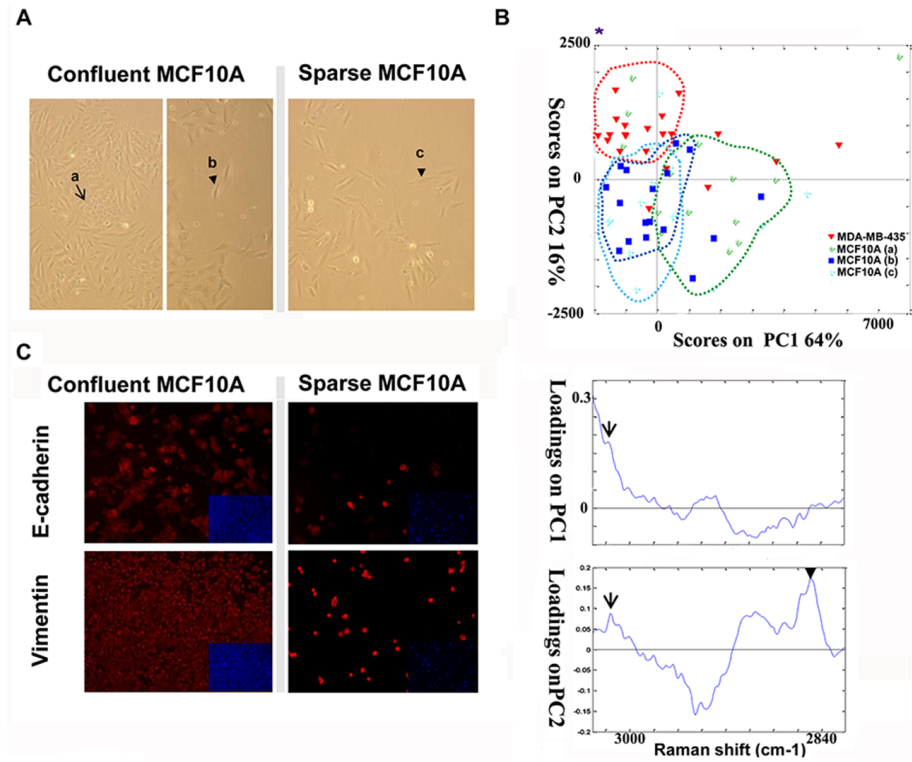 A
Confluent MCF10A
Sparse MCF10A
a
b
c
B
*
2500
0
-2500
Scores on PC2 16%
0
7000
Scores on PC1 64%
MDA-MB-435
MCF10A (a)
MCF10A (b)
MCF10A (c)
C
Confluent MCF10A
Sparse MCF10A
E-cadherin
Vimentin
0.3
0
Loadings on PC1
0.2
0.15
0.1
0.05
0
-0.05
-0.1
-0.15
-0.2
Loadings onPC2
3000
2840
Raman shift (cm-1)